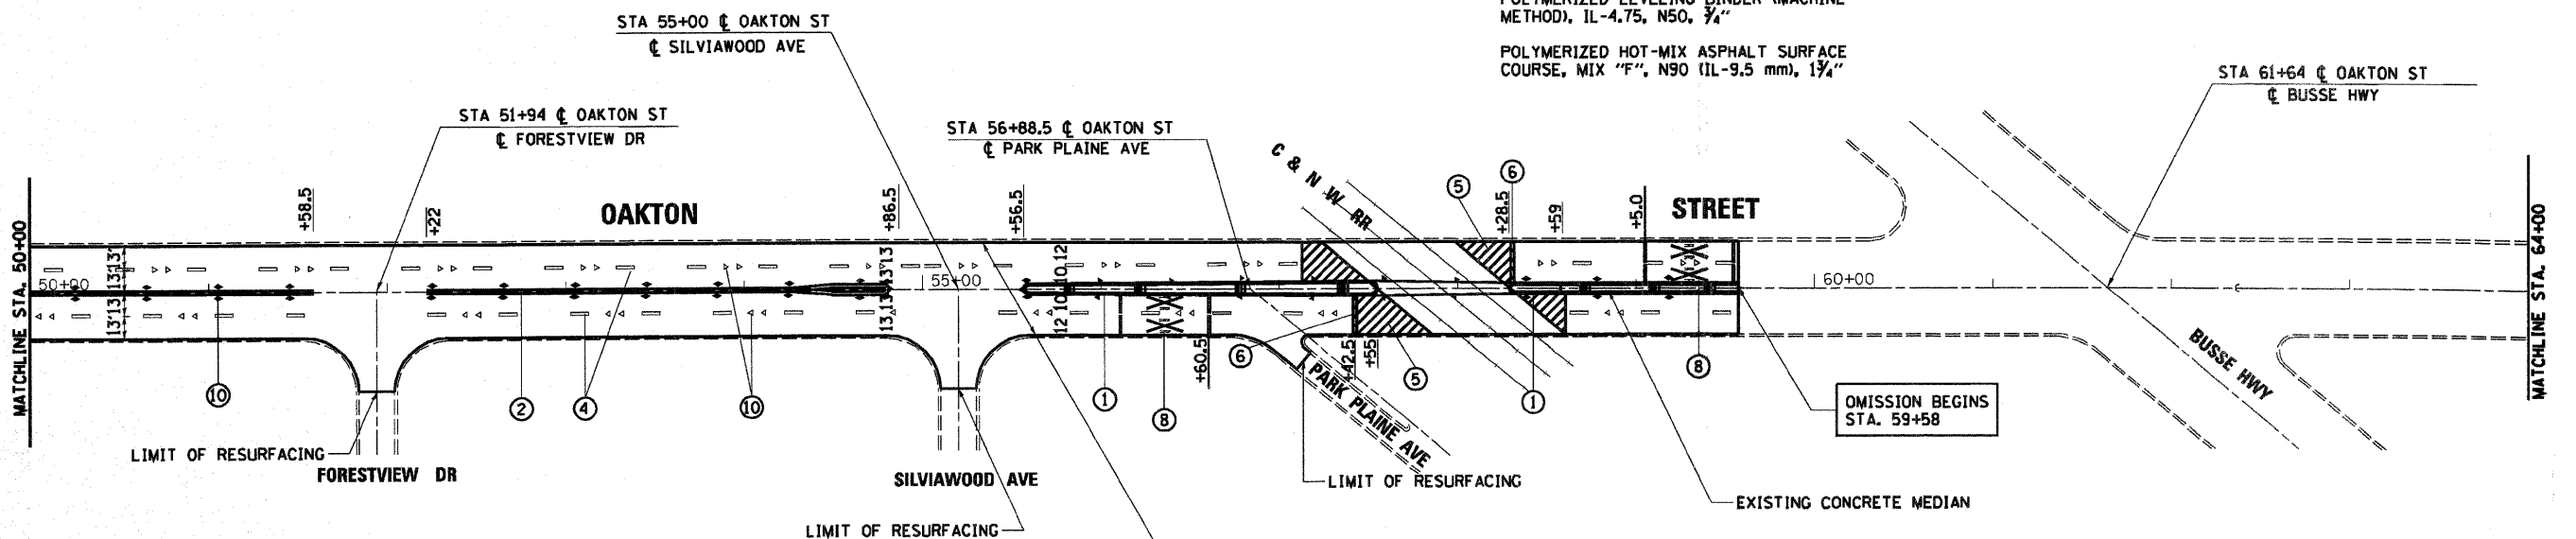 POLYMERIZED LEVELING BINDER (MACHINE
METHOD), IL-4.75, N50, ¾"
POLYMERIZED HOT-MIX ASPHALT SURFACE
COURSE, MIX "F", N90 (IL-9.5 mm), 1¾"
STA 55+00 ℄ OAKTON ST
℄ SILVIAWOOD AVE
STA 61+64 ℄ OAKTON ST
℄ BUSSE HWY
STA 51+94 ℄ OAKTON ST
℄ FORESTVIEW DR
STA 56+88.5 ℄ OAKTON ST
℄ PARK PLAINE AVE
C & N W RR
5
6
+58.5
+22
OAKTON
+86.5
+56.5
+28.5
+59
+5.0
STREET
MATCHLINE STA. 50+00
MATCHLINE STA. 64+00
13'13'13'13'
13'13'
13'13'
12 10
10 12
50+00
55+00
60+00
+60.5
+42.5
+55
6
5
10
2
4
10
1
8
1
8
BUSSE HWY
PARK PLAINE AVE
OMISSION BEGINS
STA. 59+58
LIMIT OF RESURFACING
FORESTVIEW DR
SILVIAWOOD AVE
LIMIT OF RESURFACING
EXISTING CONCRETE MEDIAN
LIMIT OF RESURFACING